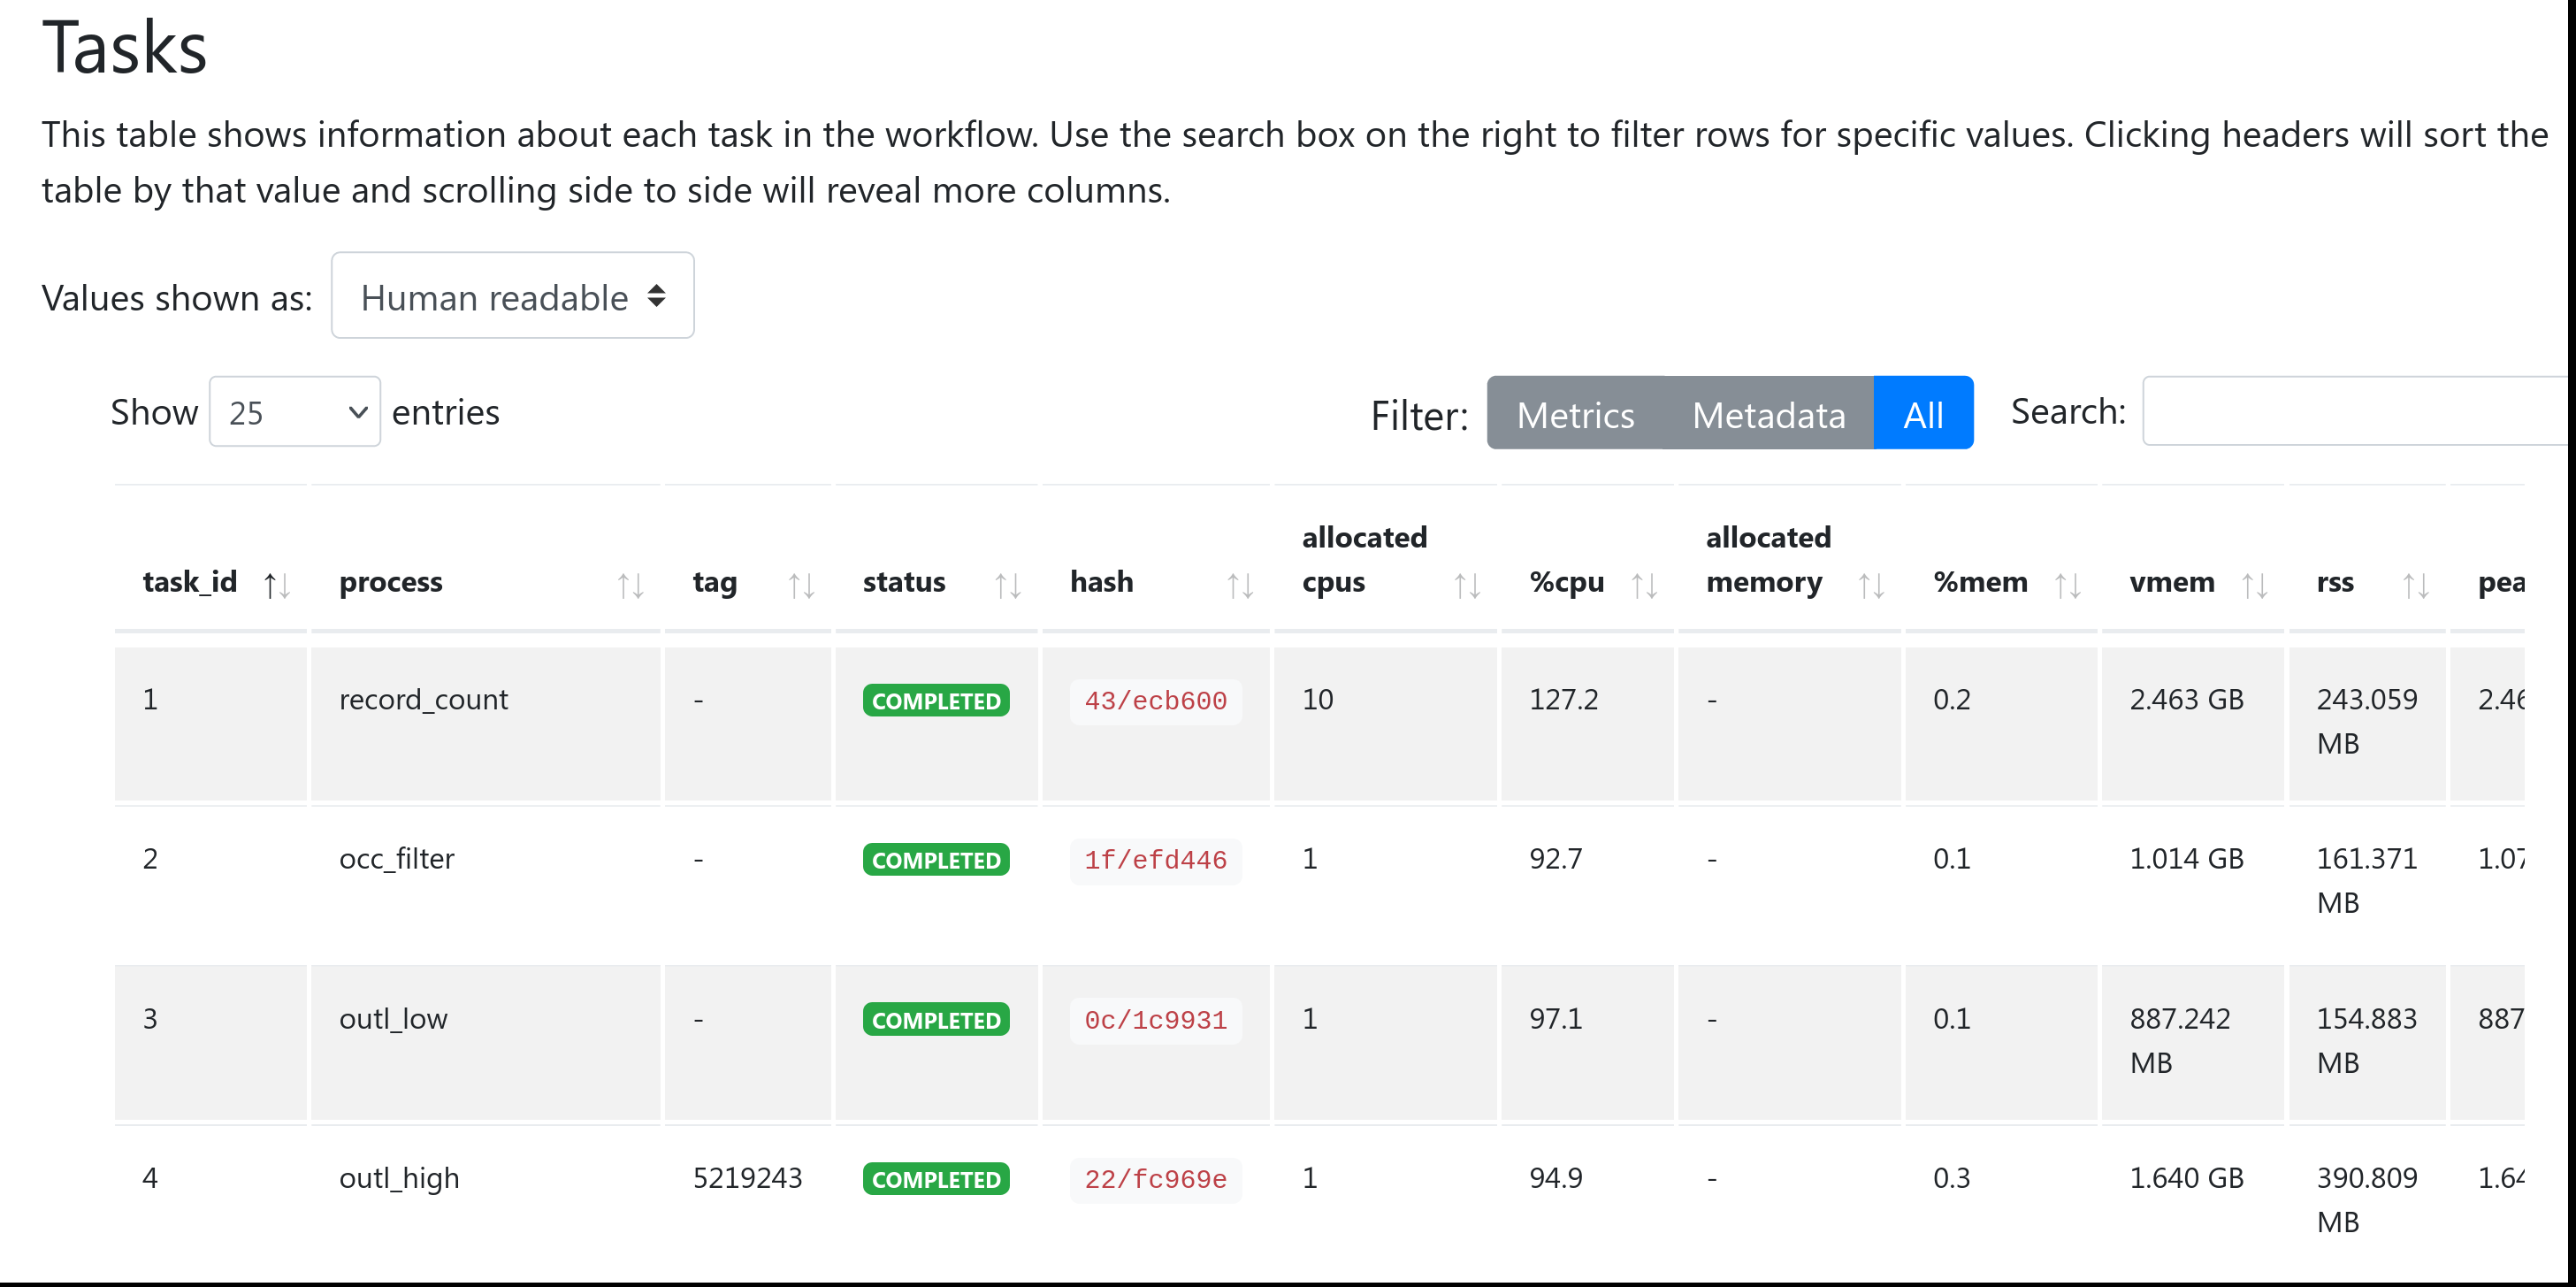 Tasks
This table shows information about each task in the workflow. Use the search box on the right to filter rows for specific values. Clicking headers will sort the
table by that value and scrolling side to side will reveal more columns.
Values shown as: Human readable
Show 25 entries Filter: Metrics Metadata All Search:
task_id process tag status hash allocated cpus %cpu allocated memory %mem vmem rss pea
1 record_count - COMPLETED 43/ecb600 10 127.2 - 0.2 2.463 GB 243.059 MB 2.46
2 occ_filter - COMPLETED 1f/efd446 1 92.7 - 0.1 1.014 GB 161.371 MB 1.07
3 outl_low - COMPLETED 0c/1c9931 1 97.1 - 0.1 887.242 MB 154.883 MB 887
4 outl_high 5219243 COMPLETED 22/fc969e 1 94.9 - 0.3 1.640 GB 390.809 MB 1.64